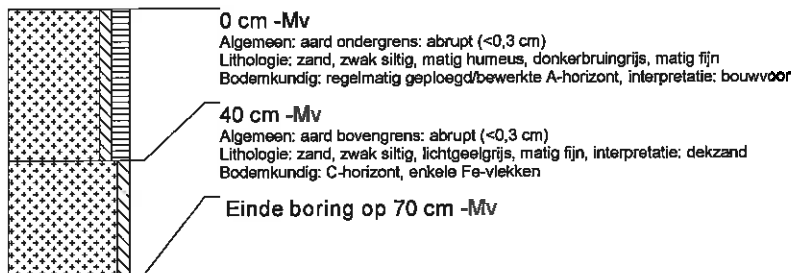 0 cm -Mv
Algemeen: aard ondergrens: abrupt (<0,3 cm)
Lithologie: zand, zwak siltig, matig humeus, donkerbruingrijs, matig fijn
Bodemkundig: regelmatig geploegd/bewerkte A-horizont, interpretatie: bouwvoor
40 cm -Mv
Algemeen: aard bovengrens: abrupt (<0,3 cm)
Lithologie: zand, zwak siltig, lichtgeelgrijs, matig fijn, interpretatie: dekzand
Bodemkundig: C-horizont, enkele Fe-vlekken
Einde boring op 70 cm -Mv